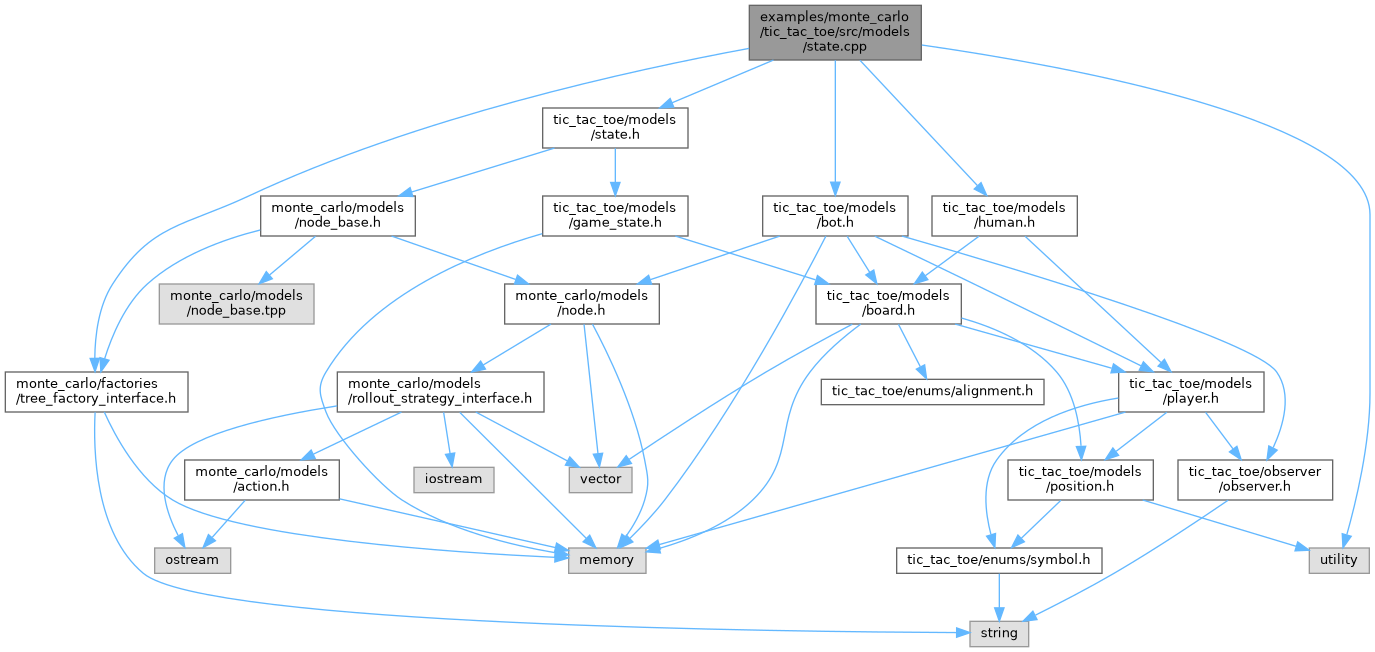 examples/monte_carlo
/tic_tac_toe/src/models
/state.cpp
tic_tac_toe/models
/state.h
monte_carlo/models
/node_base.h
tic_tac_toe/models
/game_state.h
tic_tac_toe/models
/bot.h
tic_tac_toe/models
/human.h
monte_carlo/models
/node_base.tpp
monte_carlo/models
/node.h
tic_tac_toe/models
/board.h
monte_carlo/factories
/tree_factory_interface.h
monte_carlo/models
/rollout_strategy_interface.h
tic_tac_toe/enums/alignment.h
tic_tac_toe/models
/player.h
monte_carlo/models
/action.h
iostream
vector
tic_tac_toe/models
/position.h
tic_tac_toe/observer
/observer.h
ostream
memory
tic_tac_toe/enums/symbol.h
utility
string